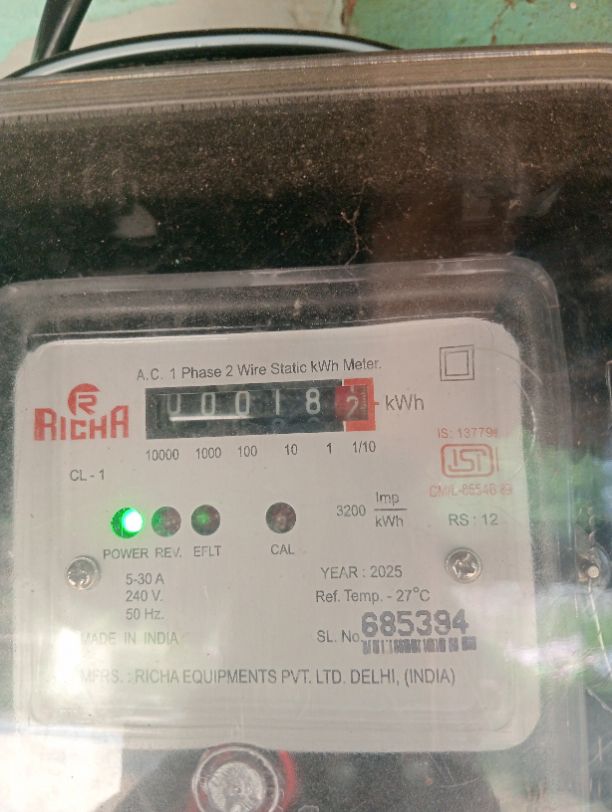 A.C. 1 Phase 2 Wire Static kWh Meter.
R
RICHA
00018 2 kWh
10000 1000 100 10 1 1/10
IS: 13779
ISI
CL - 1
3200 Imp/kWh
RS : 12
POWER REV. EFLT CAL
5-30 A
240 V.
50 Hz.
YEAR : 2025
Ref. Temp. - 27°C
MADE IN INDIA
SL. No. 685394
MFRS. : RICHA EQUIPMENTS PVT. LTD. DELHI, (INDIA)